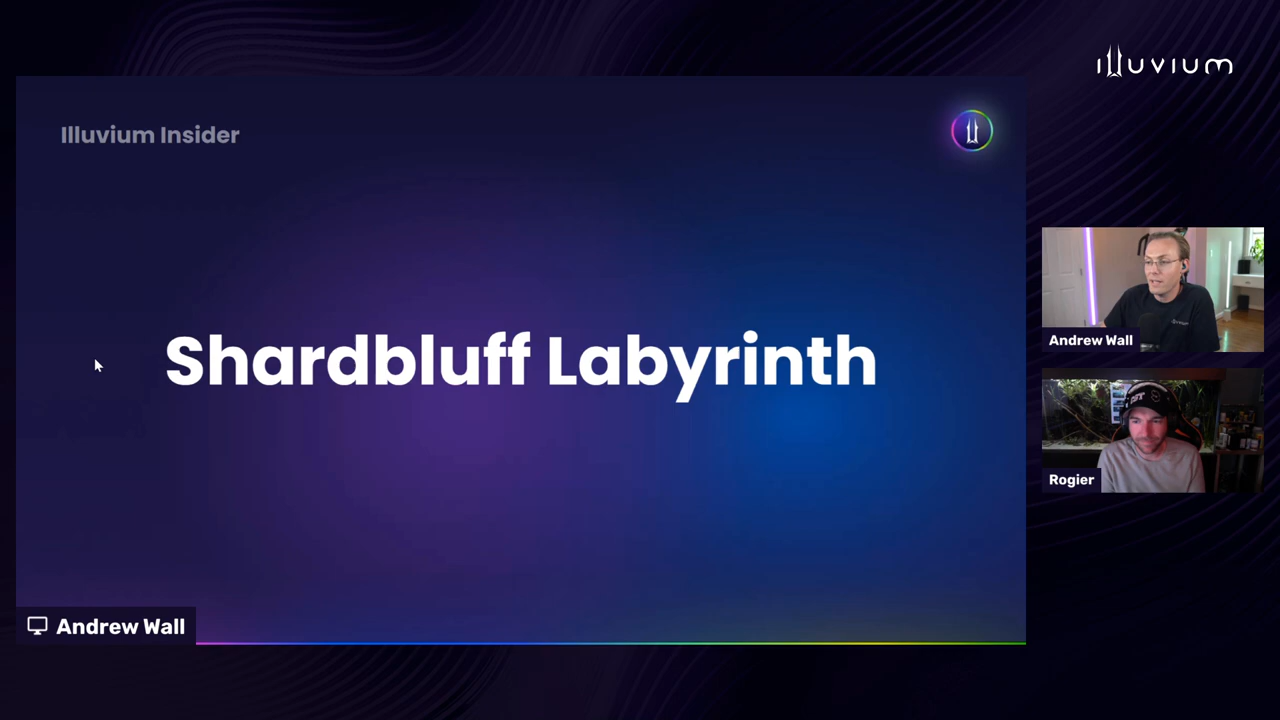 illuvium
Illuvium Insider
Shardbluff Labyrinth
Andrew Wall
Andrew Wall
Rogier